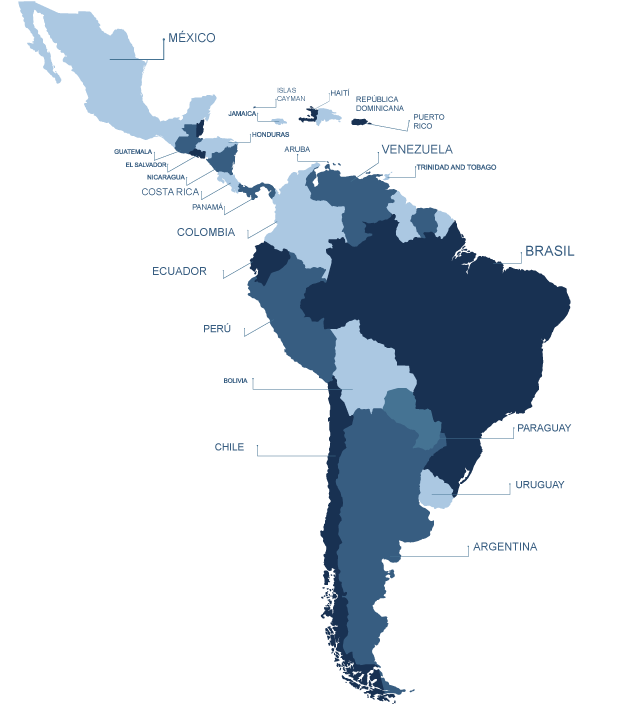 MÉXICO
ISLAS
CAYMAN
HAITÍ
REPÚBLICA
DOMINICANA
JAMAICA
PUERTO
RICO
HONDURAS
GUATEMALA
ARUBA
VENEZUELA
EL SALVADOR
TRINIDAD AND TOBAGO
NICARAGUA
COSTA RICA
PANAMÁ
COLOMBIA
BRASIL
ECUADOR
PERÚ
BOLIVIA
PARAGUAY
CHILE
URUGUAY
ARGENTINA